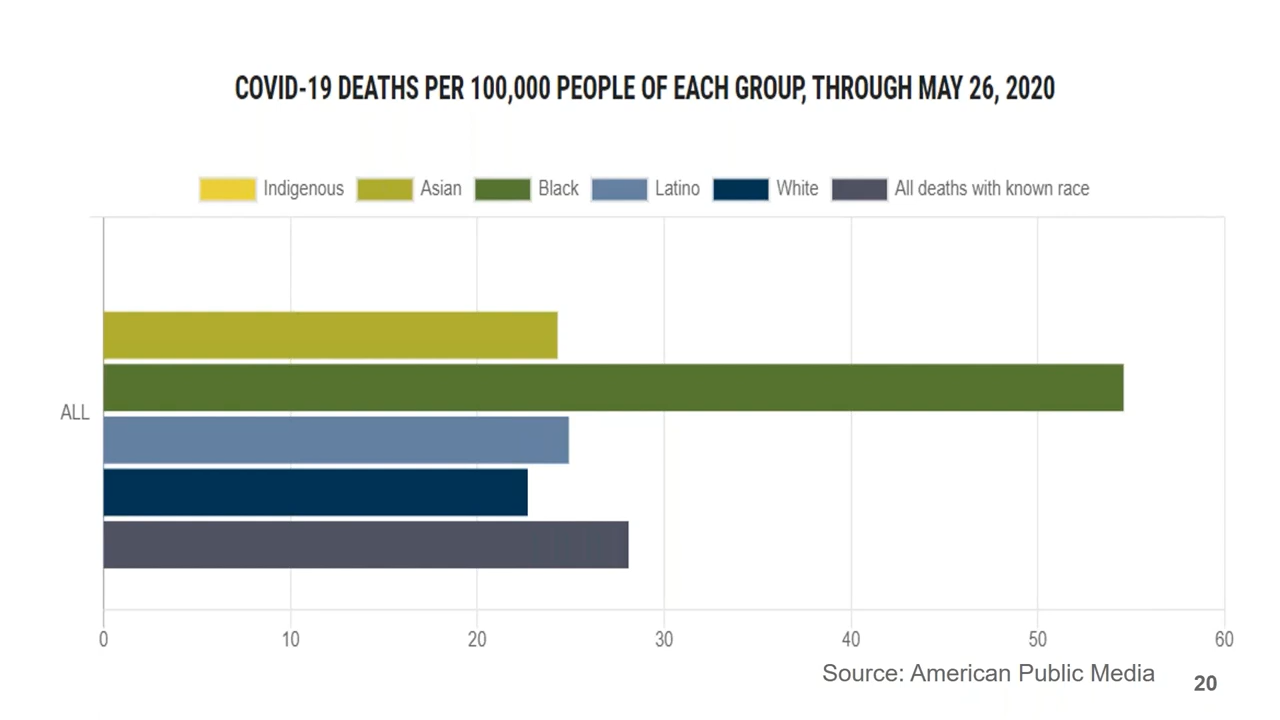 COVID-19 DEATHS PER 100,000 PEOPLE OF EACH GROUP, THROUGH MAY 26, 2020
Indigenous Asian Black Latino White All deaths with known race
ALL
0 10 20 30 40 50 60
Source: American Public Media
20